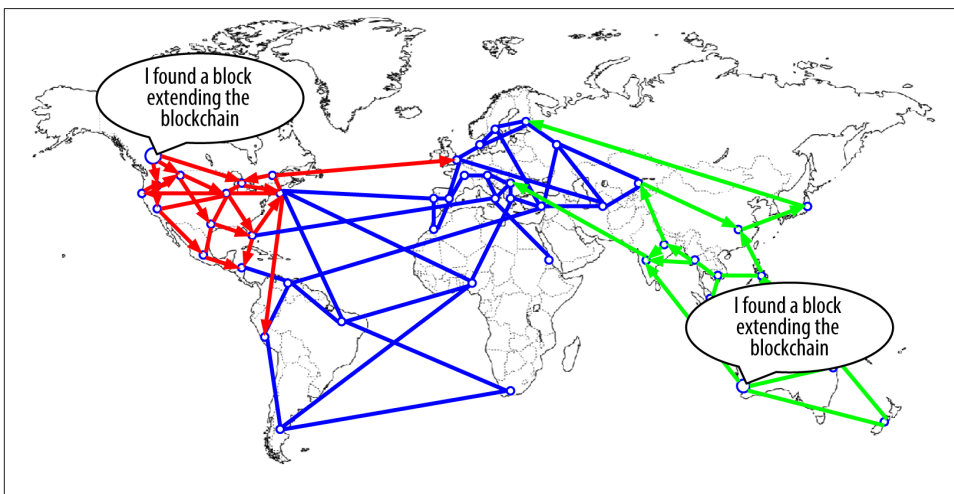 I found a block
extending the
blockchain
I found a block
extending the
blockchain